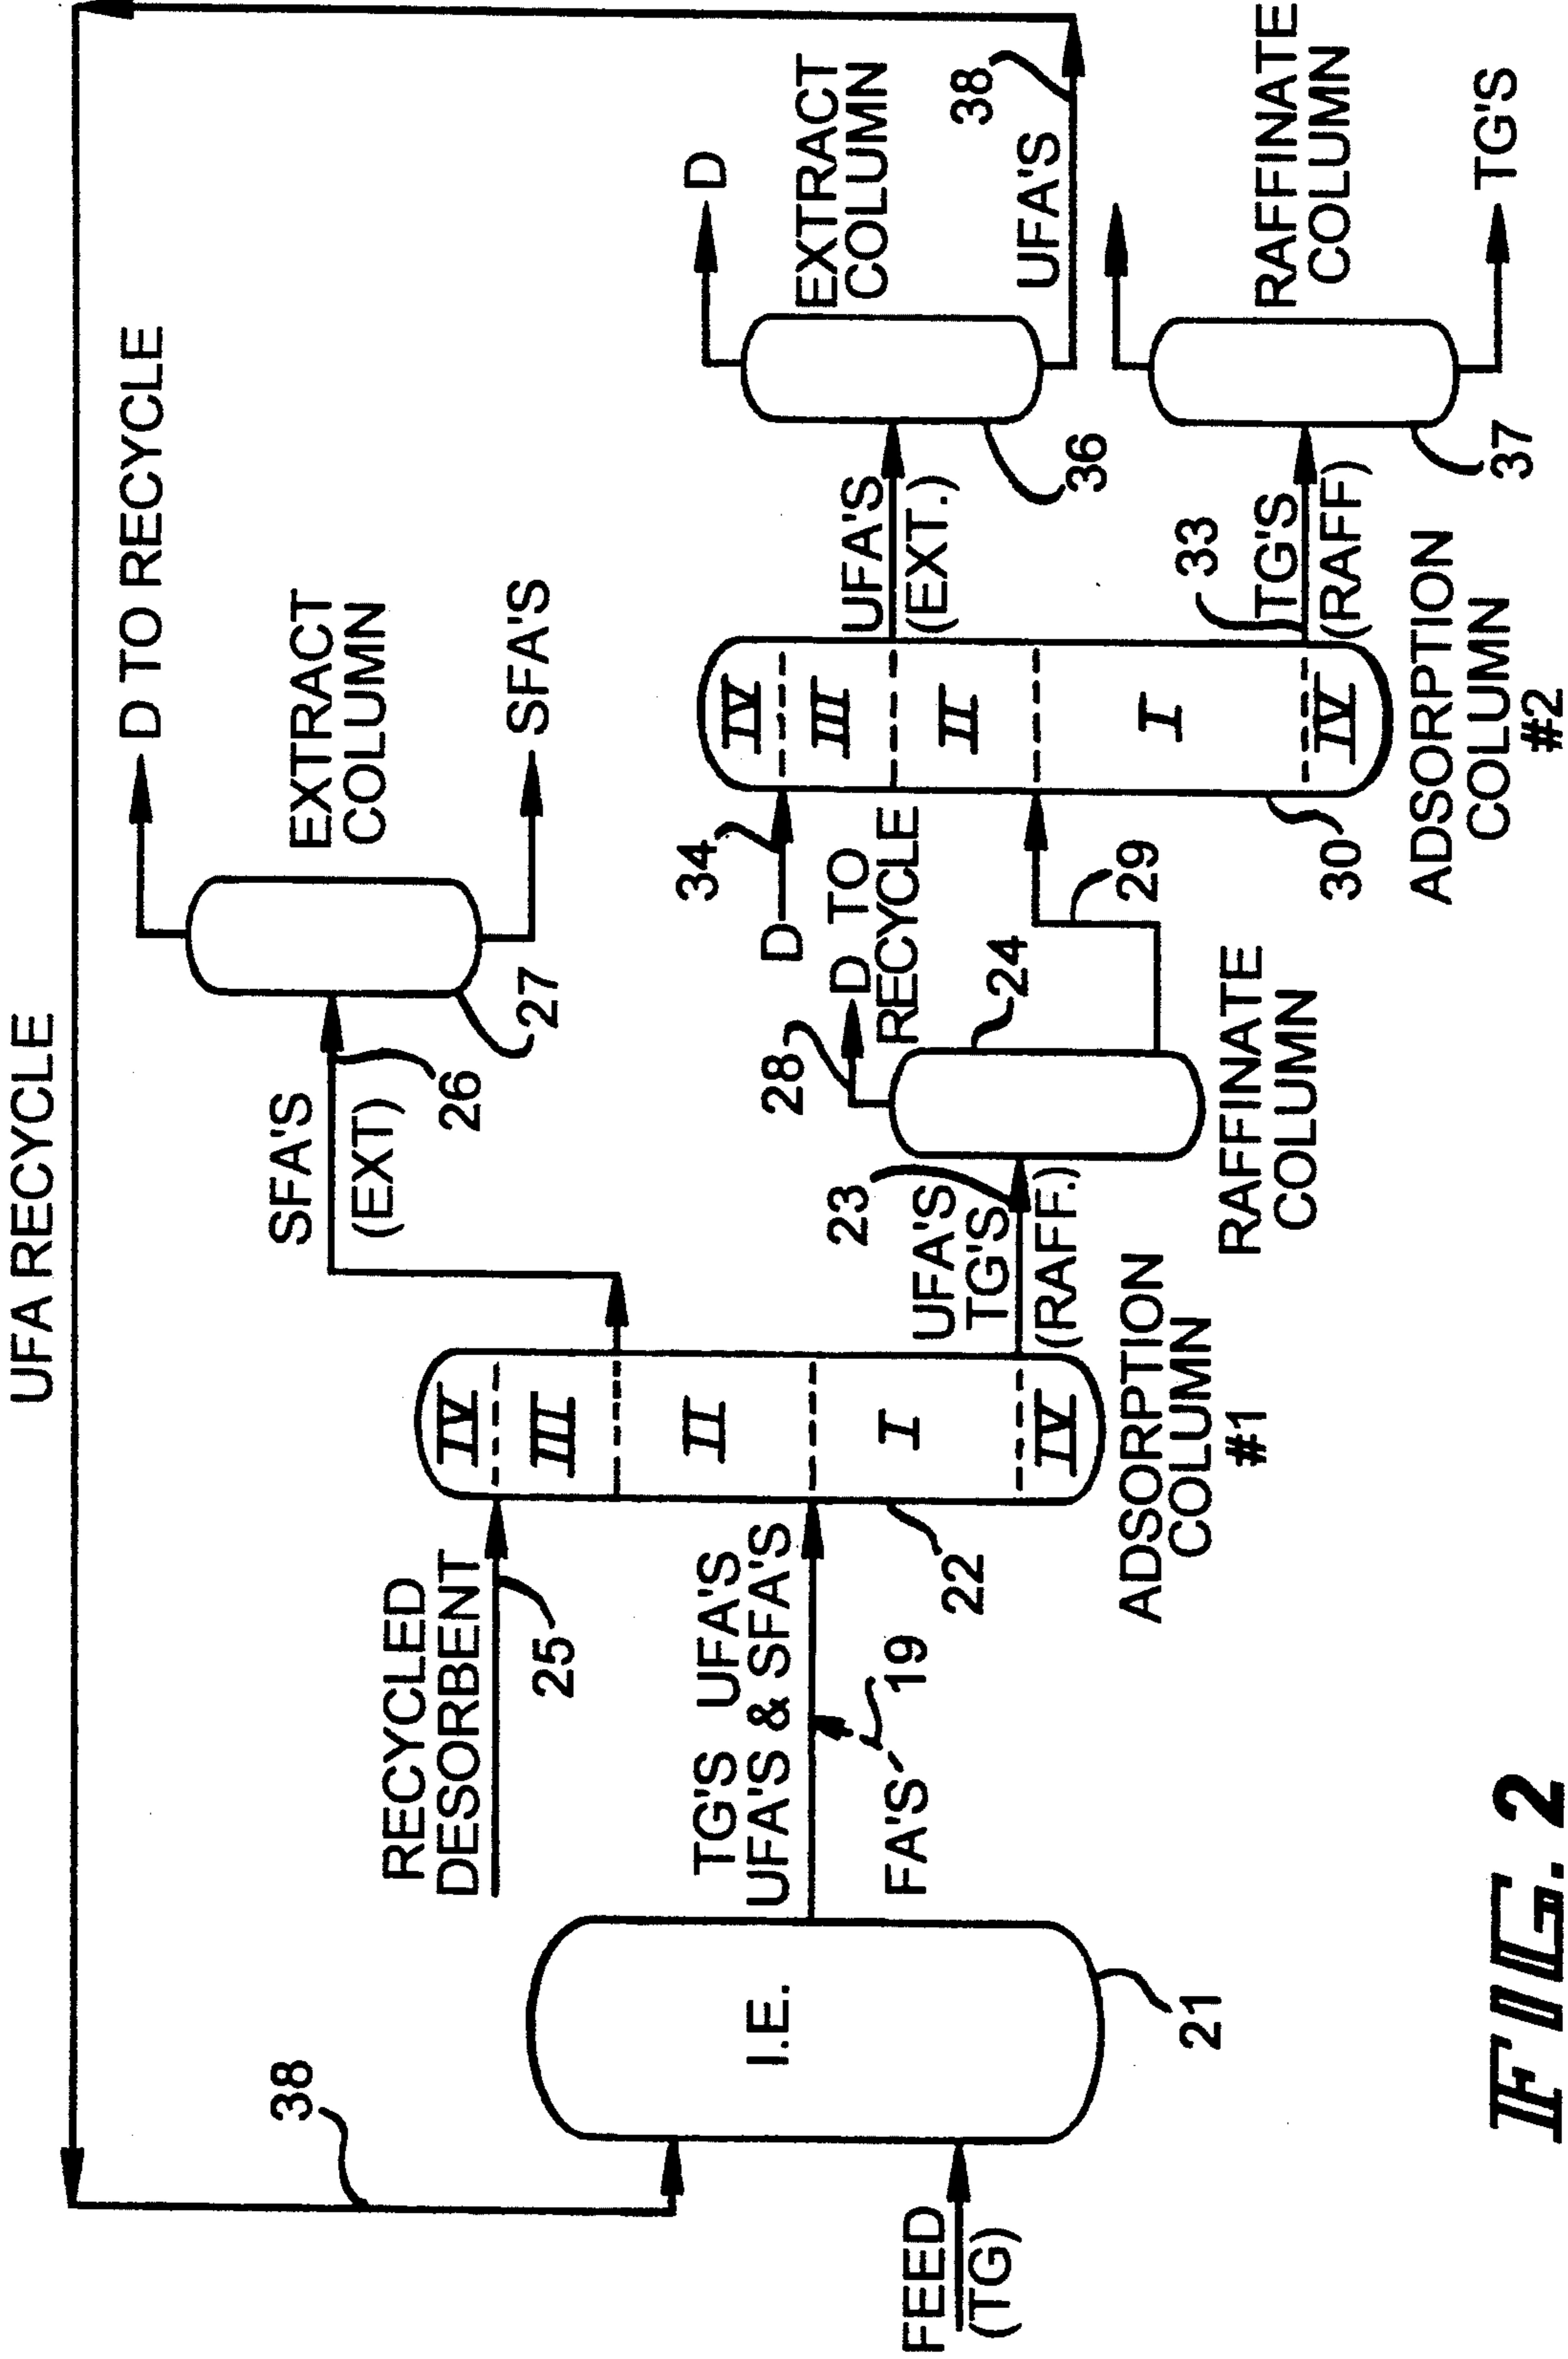 UFA RECYCLE
38
FEED
(TG)
I.E.
21
RECYCLED
DESORBENT
25
TG'S UFA'S
UFA'S & SFA'S
FA'S
19
22
IV
III
II
I
IV
ADSORPTION
COLUMN
#1
SFA'S
(EXT)
26
27
D TO RECYCLE
EXTRACT
COLUMN
SFA'S
UFA'S
TG'S
(RAFF.)
23
28
D TO
RECYCLE
24
RAFFINATE
COLUMN
29
D
34
30
IV
III
II
I
IV
ADSORPTION
COLUMN
#2
UFA'S
(EXT.)
33
TG'S
(RAFF)
36
D
EXTRACT
COLUMN
UFA'S
38
37
RAFFINATE
COLUMN
TG'S
FIG. 2